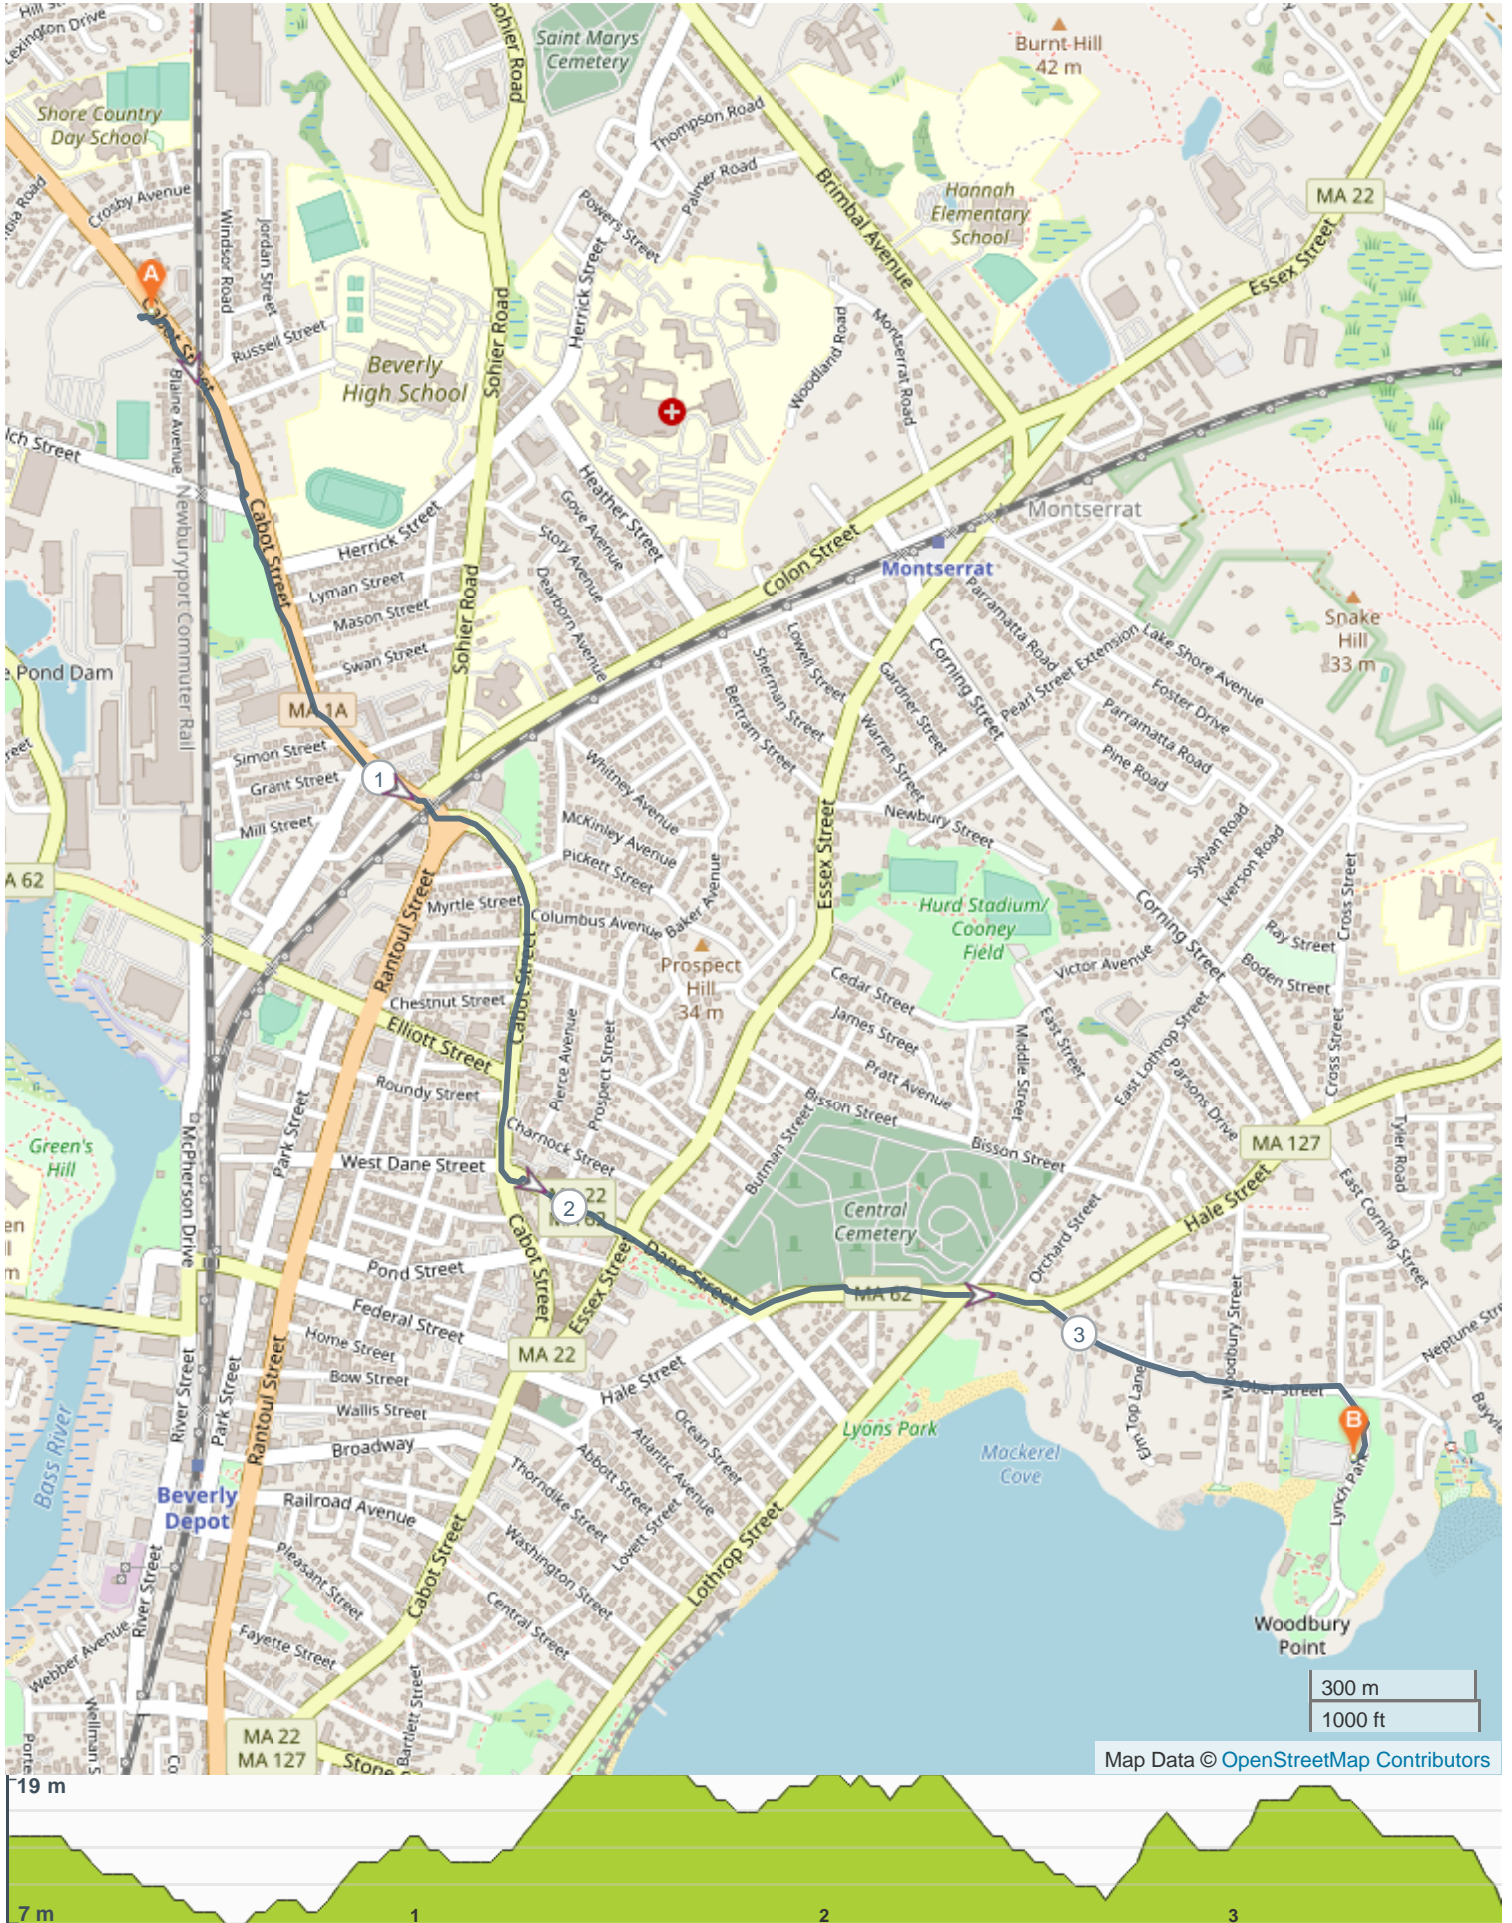 Lexington Drive
Saint Marys
Cemetery
Sohier Road
Burnt Hill
42 m
Shore Country
Day School
Thompson Road
Palmer Road
Brimbal Avenue
Hannah
Elementary
School
MA 22
Crosby Avenue
Powers Street
Windsor Road
Jordan Street
Herrick Street
Essex Street
A
Cabot Street
Russell Street
Beverly
High School
Sohier Road
Woodland Road
Montserrat Road
Blaine Avenue
Newburyport Commuter Rail
Heather Street
Gove Avenue
Story Avenue
Dearborn Avenue
Herrick Street
Cabot Street
Colon Street
Montserrat
Montserrat
Lyman Street
Mason Street
Swan Street
Sohier Road
Parramatta Road
Pearl Street Extension
Lake Shore Avenue
Snake
Hill
33 m
Pond Dam
Lowell Street
Sherman Street
Bertram Street
Gardner Street
Warren Street
Corning Street
Foster Drive
Parramatta Road
Pine Road
MA 1A
Simon Street
Grant Street
Mill Street
1
Whitney Avenue
McKinley Avenue
Pickett Street
Essex Street
Newbury Street
Sylvan Road
Iverson Road
Cross Street
A 62
Myrtle Street
Columbus Avenue
Baker Avenue
Rantoul Street
Cabot Street
Hurd Stadium/
Cooney
Field
Corning Street
Ray Street
Boden Street
Prospect
Hill
34 m
Victor Avenue
Cedar Street
James Street
Pratt Avenue
Chestnut Street
Elliott Street
Pierce Avenue
Prospect Street
Middle Street
East Street
East Lothrop Street
Parsons Drive
Cross Street
Roundy Street
Park Street
Bisson Street
Bisson Street
Green's
Hill
McPherson Drive
Charnock Street
West Dane Street
Butman Street
MA 127
Tyler Road
2
22
Central
Cemetery
Orchard Street
Hale Street
East Corning Street
Cabot Street
Pond Street
Essex Street
Dane Street
MA 62
Federal Street
Home Street
MA 22
3
Woodbury Street
Neptune Stre
River Street
Park Street
Rantoul Street
Bow Street
Hale Street
Ober Street
Elm Top Lane
Wallis Street
Broadway
Ocean Street
Atlantic Avenue
Abbott Street
Lyons Park
Mackerel
Cove
B
Lynch Park
Bass River
Beverly
Depot
Railroad Avenue
Thorndike Street
Lovett Street
Washington Street
Lothrop Street
Pleasant Street
Cabot Street
Central Street
River Street
Webber Avenue
Fayette Street
Woodbury
Point
Bartlett Street
Wellman S
Porte
MA 22
MA 127
Stone
300 m
1000 ft
Map Data © OpenStreetMap Contributors
19 m
7 m
1
2
3